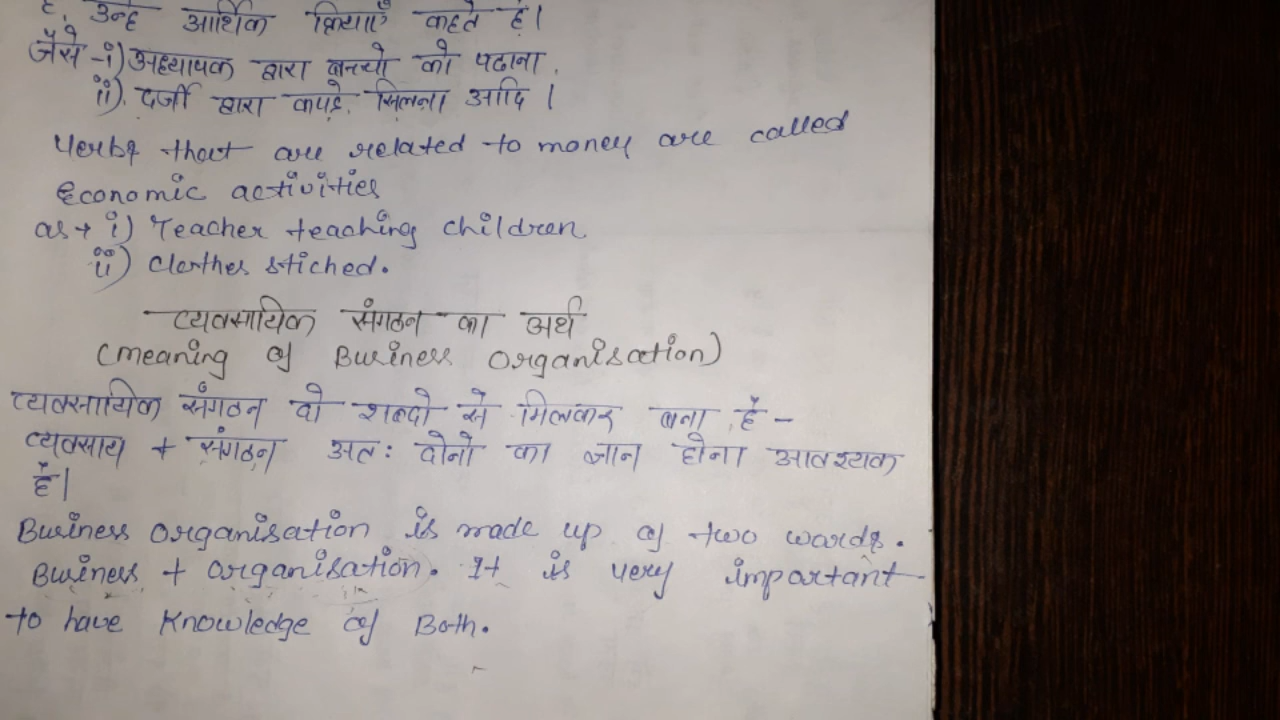 है, उन्हे आर्थिक क्रियाएँ कहते है।
जैसे -i) अध्यापक द्वारा बच्चो को पढाना,
ii). दर्जी द्वारा कपड़े सिलना आदि।
Verbs that are related to money are called
Economic activities
as → i) Teacher teaching children
ii) clothes stiched.
व्यवसायिक संगठन का अर्थ
(meaning of Business organisation)
व्यवसायिक संगठन दो शब्दो से मिलकर बना है -
व्यवसाय + संगठन अत: दोनो का ज्ञान होना आवश्यक
है।
Business organisation is made up of two words.
Business + organisation. It is very important
to have Knowledge of Both.